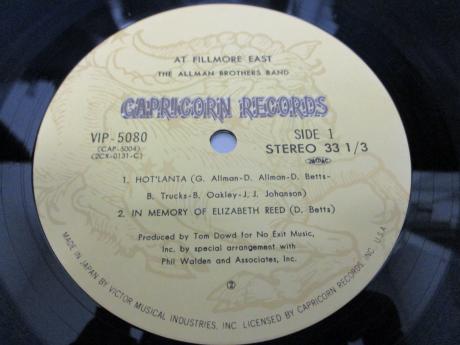 AT FILLMORE EAST
THE ALLMAN BROTHERS BAND
CAPRICORN RECORDS
VIP-5080
(CAP-5004)
(2CX-0131-C)
SIDE 1
STEREO 33 1/3
1. HOT'LANTA (G. Allman-D. Allman-D. Betts-
B. Trucks-B. Oakley-J. J. Johanson)
2. IN MEMORY OF ELIZABETH REED (D. Betts)
Produced by Tom Dowd for No Exit Music,
Inc. by special arrangement with
Phil Walden and Associates, Inc.
②
MADE IN JAPAN BY VICTOR MUSICAL INDUSTRIES, INC. LICENSED BY CAPRICORN RECORDS INC. U.S.A.